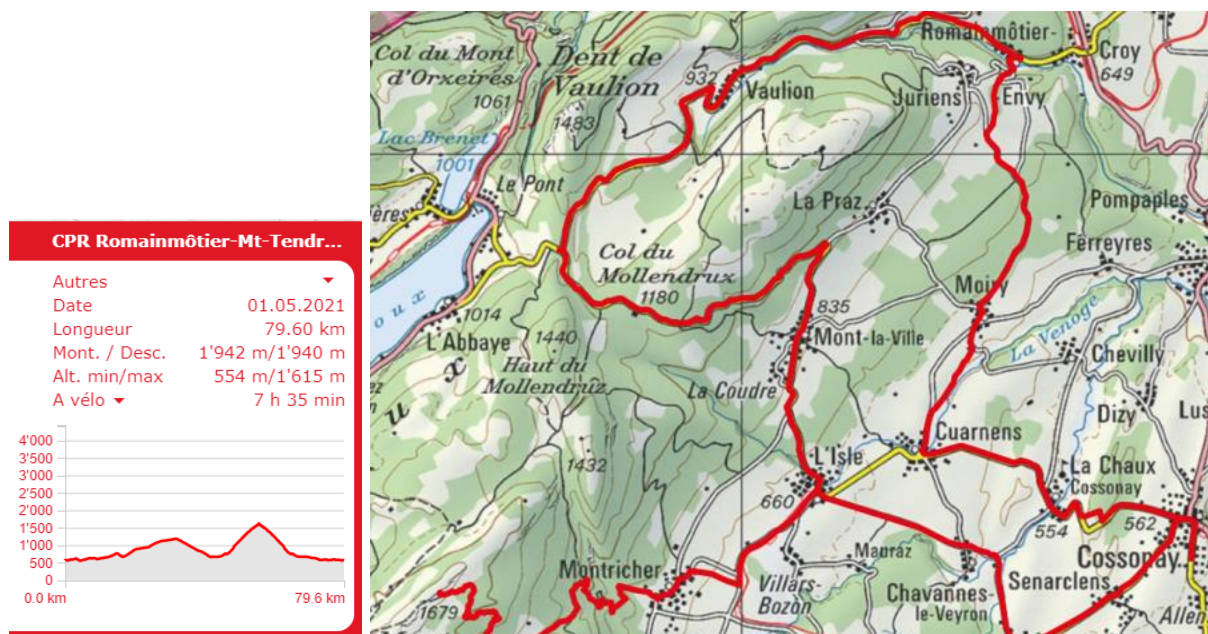 CPR Romainmôtier-Mt-Tendr...
Autres
Date 01.05.2021
Longueur 79.60 km
Mont. / Desc. 1'942 m/1'940 m
Alt. min/max 554 m/1'615 m
A vélo 7 h 35 min
4'000
3'500
3'000
2'500
2'000
1'500
1'000
500
0
0.0 km 79.6 km
Col du Mont
d'Orxeires
1061
Dent de
Vaulion
1483
932
Vaulion
Romainmôtier-
Envy
Croy
649
Juriens
Lac Brenet
1001
Le Pont
ères
La Praz
Pompaples
Ferreyres
Col du
Mollendrux
1180
835
Mont-la-Ville
Moiry
La Venoge
Chevilly
o u x
1014
L'Abbaye
1440
Haut du
Mollendruz
u
x
La Coudre
Dizy
Lus
Cuarnens
L'Isle
660
1432
La Chaux
Cossonay
554
562
Cossonay
Montricher
1679
Villars-
Bozon
Mauraz
Chavannes-
le-Veyron
Senarclens
Allen